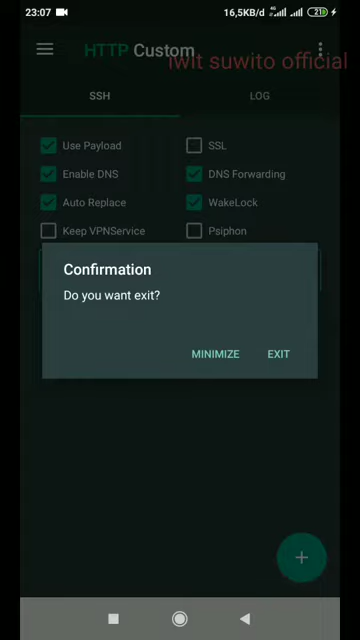 23:07
16,5KB/d 4G 21
HTTP Custom
iwit suwito official
SSH
LOG
Use Payload
SSL
Enable DNS
DNS Forwarding
Auto Replace
WakeLock
Keep VPNService
Psiphon
Confirmation
Do you want exit?
MINIMIZE
EXIT